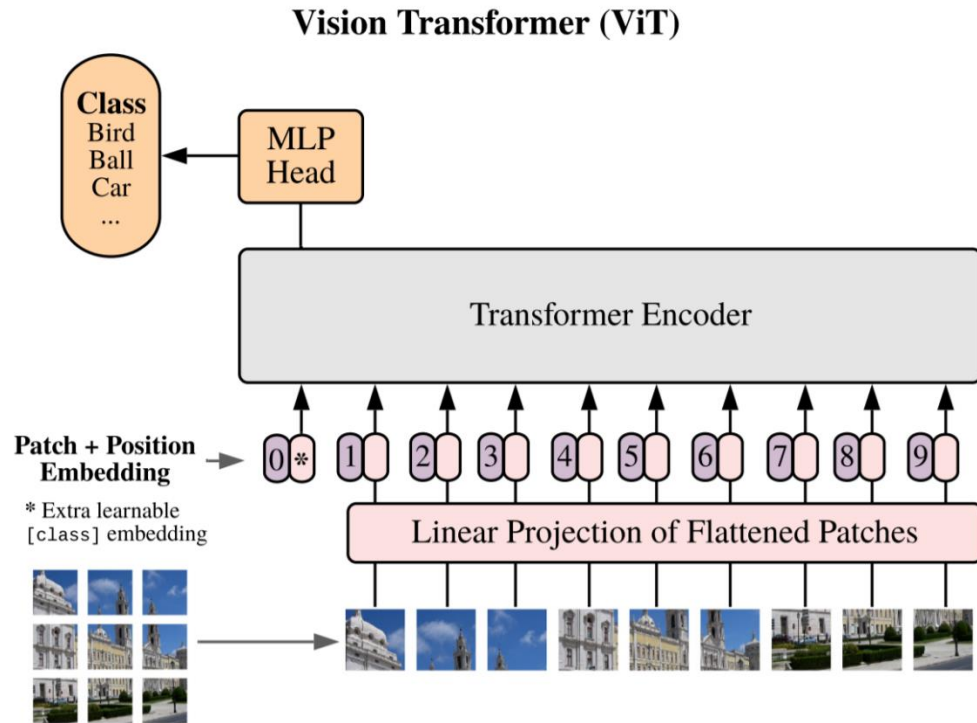 Vision Transformer (ViT)
Class
Bird
Ball
Car
...
MLP
Head
Transformer Encoder
Patch + Position
Embedding
0 * 1 2 3 4 5 6 7 8 9
* Extra learnable
[class] embedding
Linear Projection of Flattened Patches